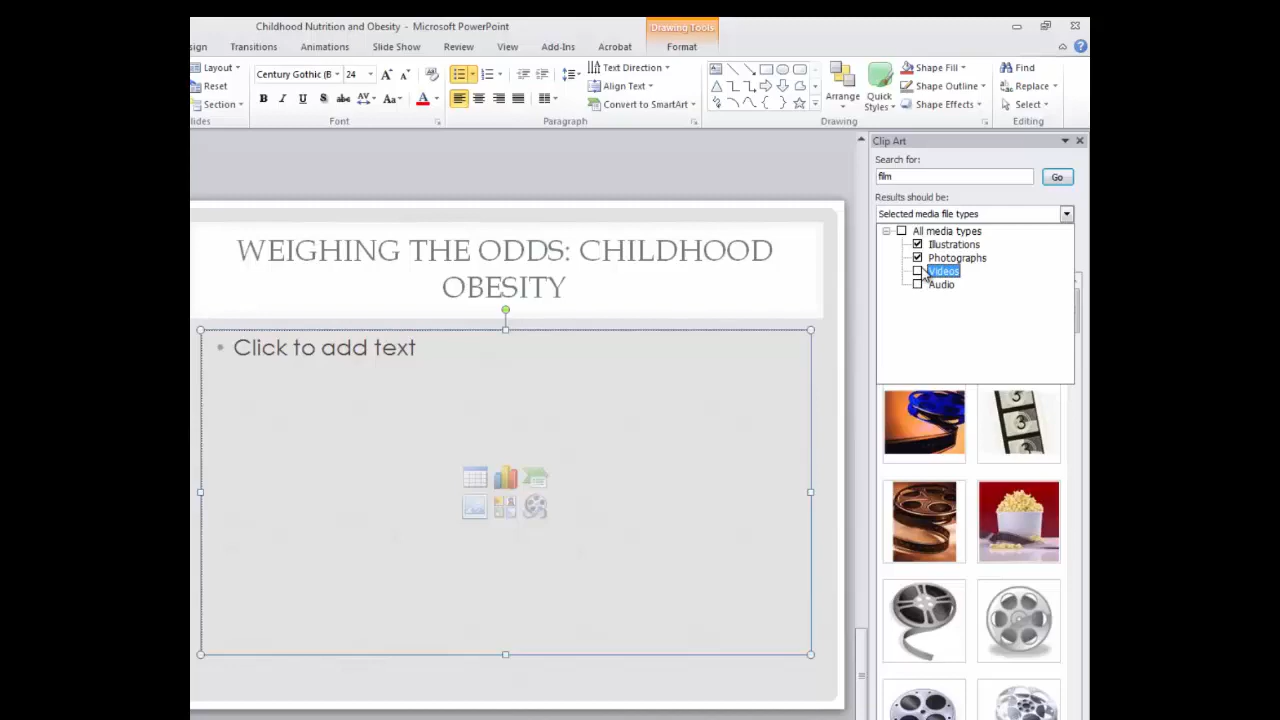 Childhood Nutrition and Obesity - Microsoft PowerPoint
Drawing Tools
sign Transitions Animations Slide Show Review View Add-Ins Acrobat Format
Layout
Reset
Section
lides
Century Gothic (B 24
B I U S abc AV Aa A
Font
Text Direction
Align Text
Convert to SmartArt
Paragraph
Arrange
Quick
Styles
Shape Fill
Shape Outline
Shape Effects
Drawing
Find
Replace
Select
Editing
Clip Art
Search for:
film
Go
Results should be:
Selected media file types
All media types
Illustrations
Photographs
Videos
Audio
WEIGHING THE ODDS: CHILDHOOD
OBESITY
• Click to add text
3